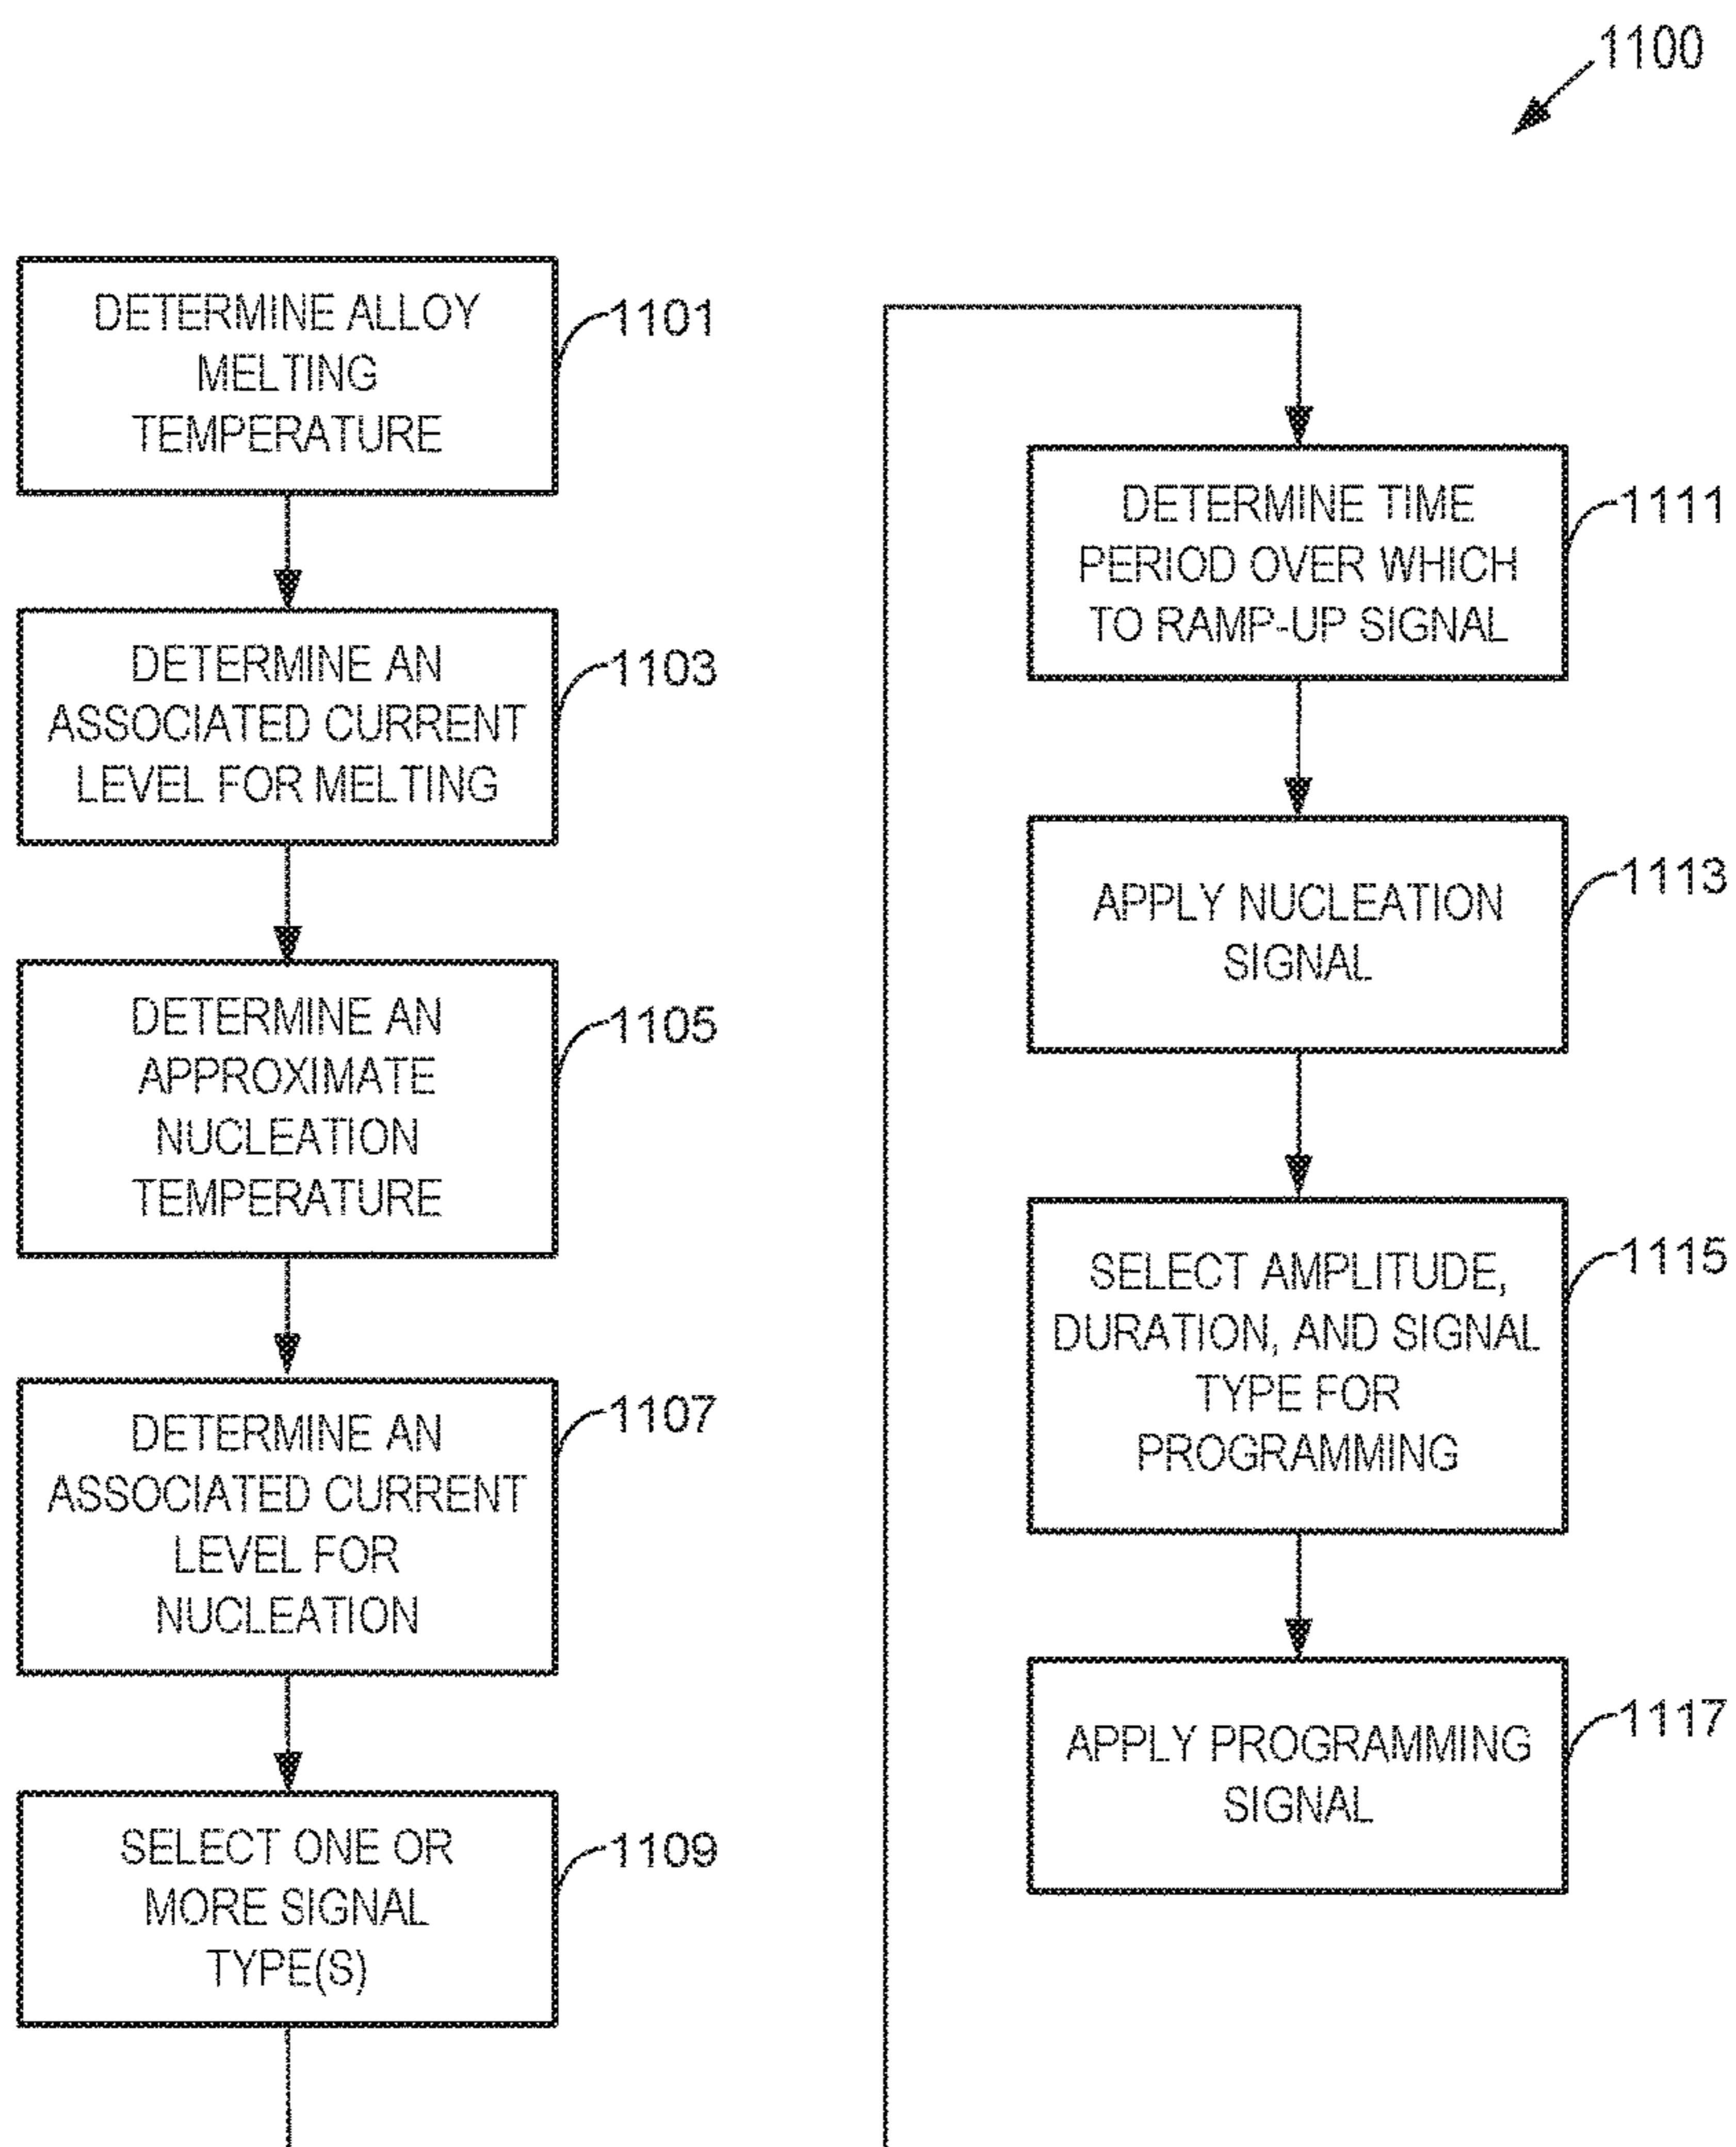 1100
DETERMINE ALLOY
MELTING
TEMPERATURE
1101
DETERMINE AN
ASSOCIATED CURRENT
LEVEL FOR MELTING
1103
DETERMINE AN
APPROXIMATE
NUCLEATION
TEMPERATURE
1105
DETERMINE AN
ASSOCIATED CURRENT
LEVEL FOR
NUCLEATION
1107
SELECT ONE OR
MORE SIGNAL
TYPE(S)
1109
DETERMINE TIME
PERIOD OVER WHICH
TO RAMP-UP SIGNAL
1111
APPLY NUCLEATION
SIGNAL
1113
SELECT AMPLITUDE,
DURATION, AND SIGNAL
TYPE FOR
PROGRAMMING
1115
APPLY PROGRAMMING
SIGNAL
1117